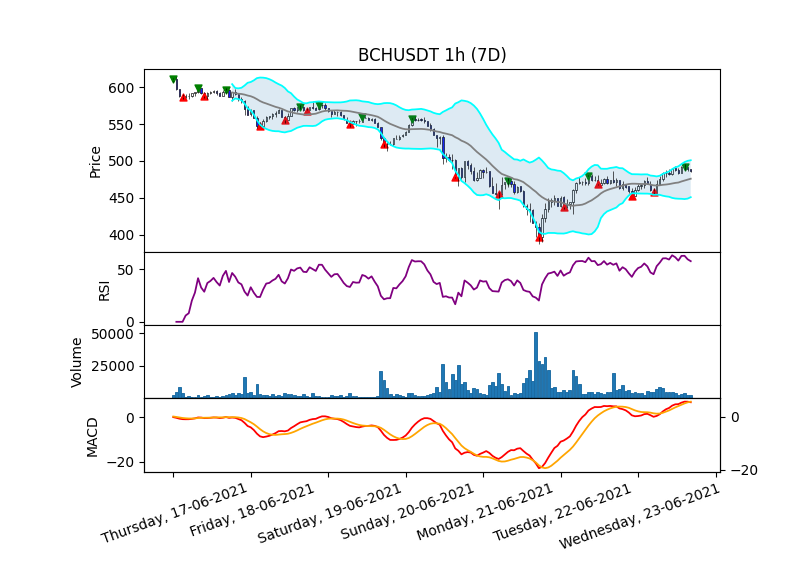 BCHUSDT 1h (7D)
600
550
500
450
400
Price
50
0
RSI
50000
25000
Volume
0
−20
MACD
0
−20
Thursday, 17-06-2021
Friday, 18-06-2021
Saturday, 19-06-2021
Sunday, 20-06-2021
Monday, 21-06-2021
Tuesday, 22-06-2021
Wednesday, 23-06-2021